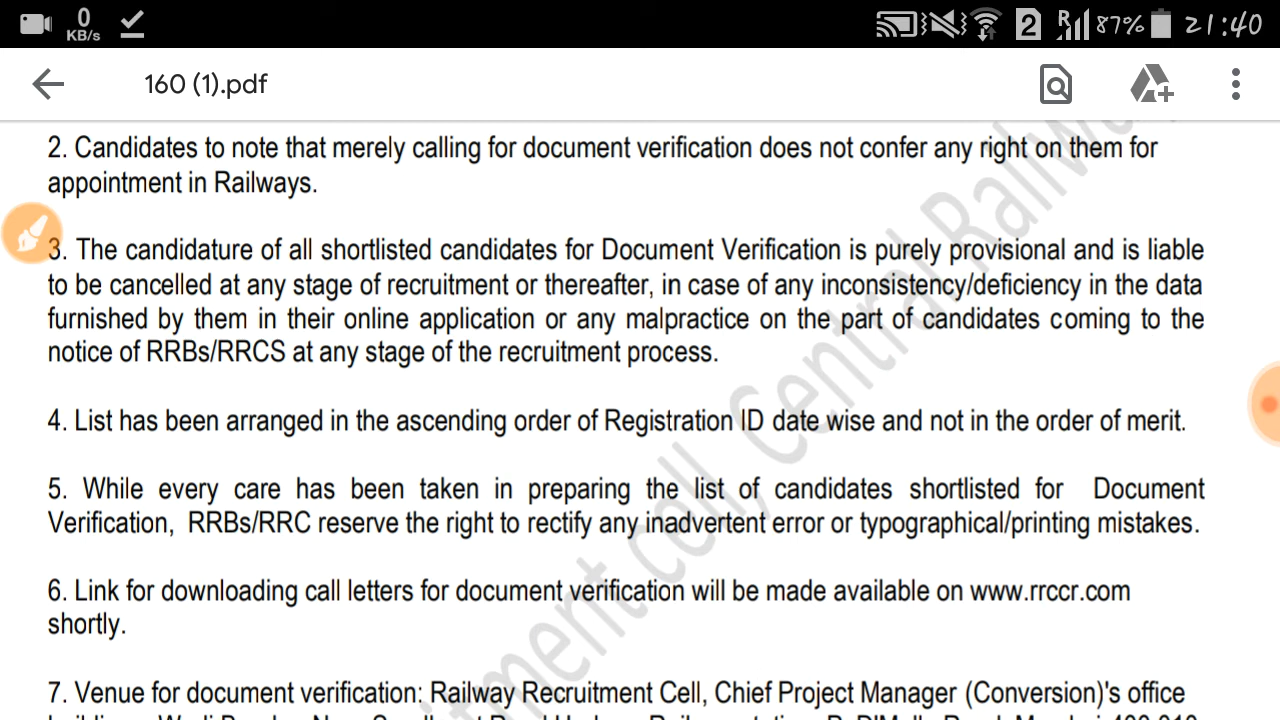 0
KB/s
2
R
87%
21:40
160 (1).pdf
2. Candidates to note that merely calling for document verification does not confer any right on them for
appointment in Railways.
3. The candidature of all shortlisted candidates for Document Verification is purely provisional and is liable
to be cancelled at any stage of recruitment or thereafter, in case of any inconsistency/deficiency in the data
furnished by them in their online application or any malpractice on the part of candidates coming to the
notice of RRBs/RRCS at any stage of the recruitment process.
4. List has been arranged in the ascending order of Registration ID date wise and not in the order of merit.
5. While every care has been taken in preparing the list of candidates shortlisted for Document
Verification, RRBs/RRC reserve the right to rectify any inadvertent error or typographical/printing mistakes.
6. Link for downloading call letters for document verification will be made available on www.rrccr.com
shortly.
7. Venue for document verification: Railway Recruitment Cell, Chief Project Manager (Conversion)'s office